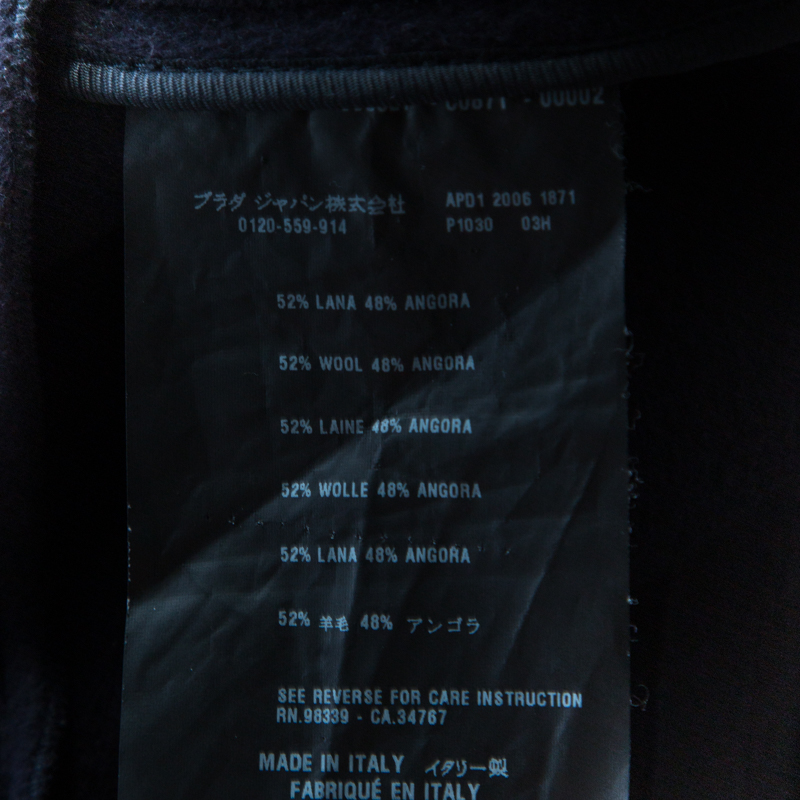 00002
プラダ ジャパン株式会社
0120-559-914
APD1 2006 1871
P1030 03H
52% LANA 48% ANGORA
52% WOOL 48% ANGORA
52% LAINE 48% ANGORA
52% WOLLE 48% ANGORA
52% LANA 48% ANGORA
52% 羊毛 48% アンゴラ
SEE REVERSE FOR CARE INSTRUCTION
RN.98339 - CA.34767
MADE IN ITALY イタリー製
FABRIQUÉ EN ITALY